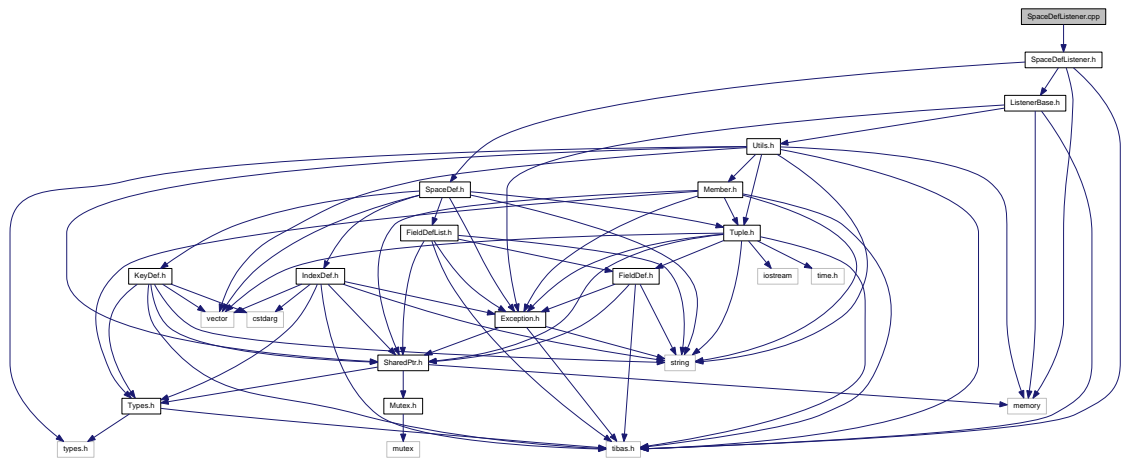 SpaceDefListener.cpp
SpaceDefListener.h
ListenerBase.h
Utils.h
SpaceDef.h
Member.h
FieldDefList.h
Tuple.h
KeyDef.h
IndexDef.h
FieldDef.h
iostream
time.h
vector
cstdarg
Exception.h
SharedPtr.h
string
Types.h
Mutex.h
memory
types.h
mutex
tibas.h